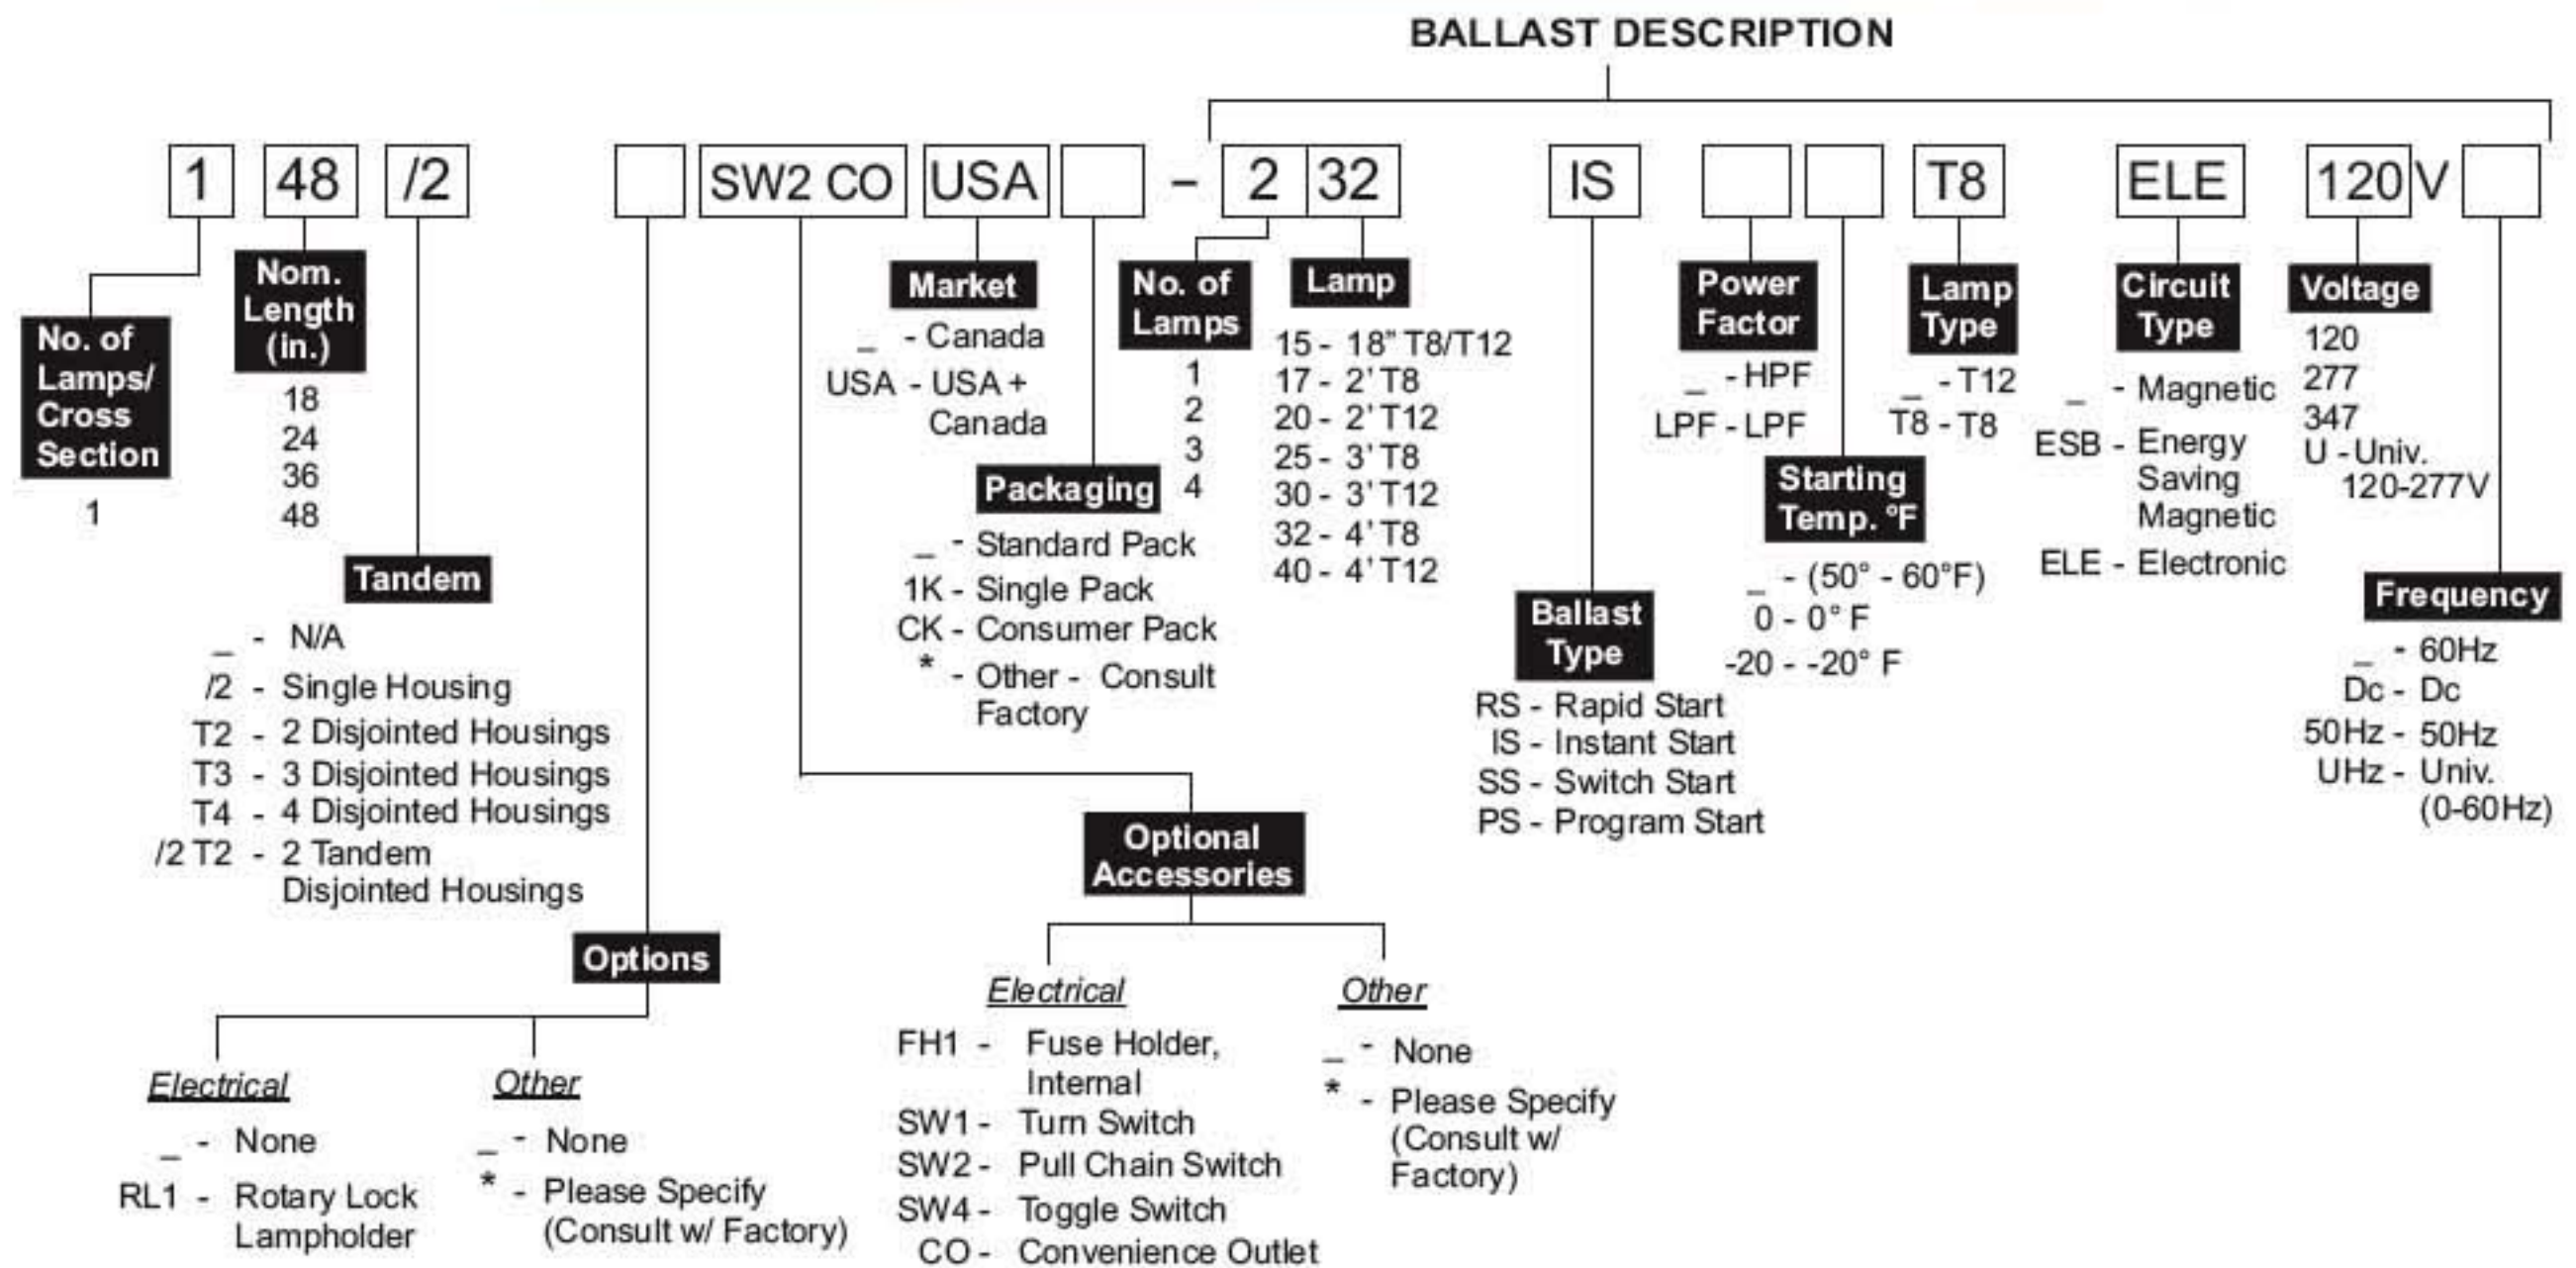 BALLAST DESCRIPTION
1 48 /2 SW2 CO USA – 2 32 IS T8 ELE 120 V
No. of
Lamps/
Cross
Section
1
Nom.
Length
(in.)
18
24
36
48
Tandem
_ - N/A
/2 - Single Housing
T2 - 2 Disjointed Housings
T3 - 3 Disjointed Housings
T4 - 4 Disjointed Housings
/2 T2 - 2 Tandem
Disjointed Housings
Options
Electrical
_ - None
RL1 - Rotary Lock
Lampholder
Other
_ - None
* - Please Specify
(Consult w/ Factory)
Market
_ - Canada
USA - USA +
Canada
Packaging
_ - Standard Pack
1K - Single Pack
CK - Consumer Pack
* - Other - Consult
Factory
Optional
Accessories
Electrical
FH1 - Fuse Holder,
Internal
SW1 - Turn Switch
SW2 - Pull Chain Switch
SW4 - Toggle Switch
CO - Convenience Outlet
Other
_ - None
* - Please Specify
(Consult w/
Factory)
No. of
Lamps
1
2
3
4
Lamp
15 - 18” T8/T12
17 - 2' T8
20 - 2' T12
25 - 3' T8
30 - 3' T12
32 - 4' T8
40 - 4' T12
Ballast
Type
RS - Rapid Start
IS - Instant Start
SS - Switch Start
PS - Program Start
Power
Factor
_ - HPF
LPF - LPF
Starting
Temp. °F
_ - (50° - 60°F)
0 - 0° F
-20 - -20° F
Lamp
Type
_ - T12
T8 - T8
Circuit
Type
_ - Magnetic
ESB - Energy
Saving
Magnetic
ELE - Electronic
Voltage
120
277
347
U - Univ.
120-277V
Frequency
_ - 60Hz
Dc - Dc
50Hz - 50Hz
UHz - Univ.
(0-60Hz)